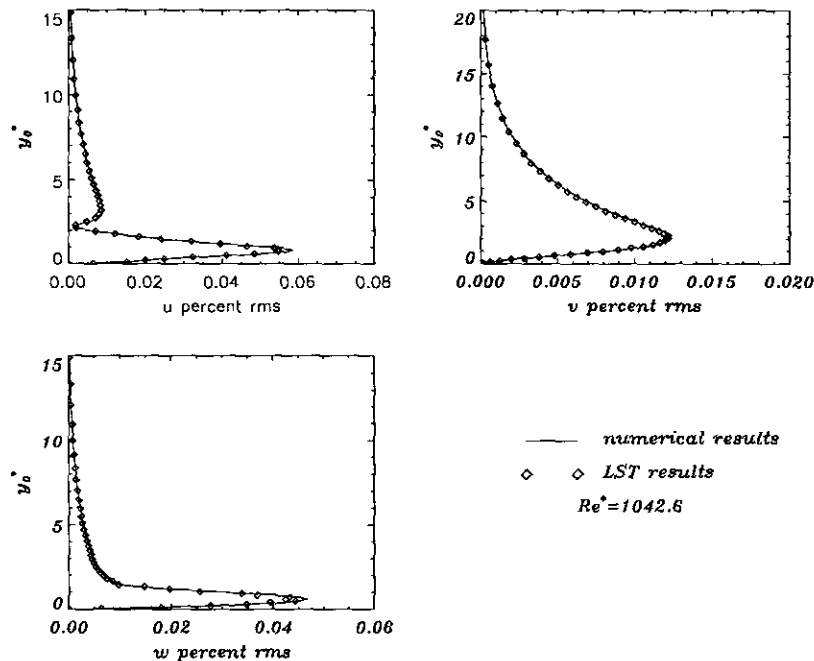 15
10
5
0
y₀*
0.00 0.02 0.04 0.06 0.08
u percent rms
20
15
10
5
0
y₀*
0.000 0.005 0.010 0.015 0.020
v percent rms
15
10
5
0
y₀*
0.00 0.02 0.04 0.06
w percent rms
numerical results
LST results
Re*=1042.6